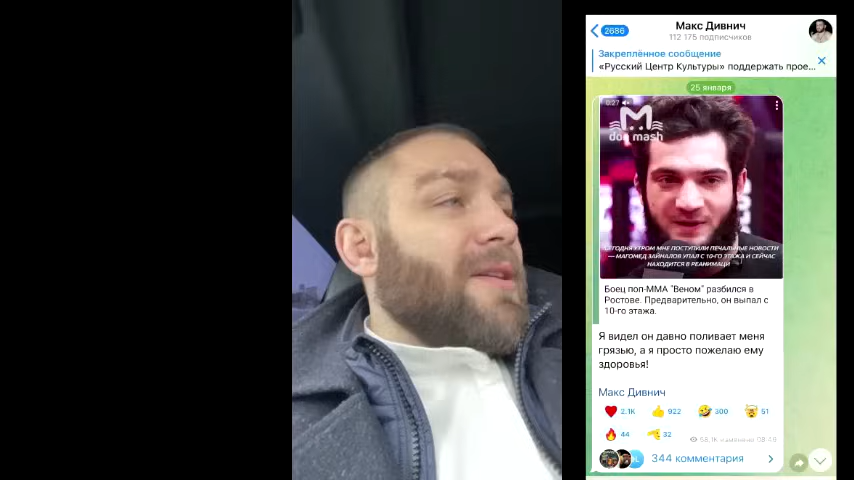 2686
Макс Дивнич
112 175 подписчиков
Закреплённое сообщение
«Русский Центр Культуры» поддержать прое...
25 января
0:27
don mash
СЕГОДНЯ УТРОМ МНЕ ПОСТУПИЛИ ПЕЧАЛЬНЫЕ НОВОСТИ
— МАГОМЕД ЗАЙНАЛОВ УПАЛ С 10-ГО ЭТАЖА И СЕЙЧАС
НАХОДИТСЯ В РЕАНИМАЦИ
Боец поп-ММА "Веном" разбился в
Ростове. Предварительно, он выпал с
10-го этажа.
Я видел он давно поливает меня
грязью, а я просто пожелаю ему
здоровья!
Макс Дивнич
2.1K 922 300 51
44 32
344 комментария